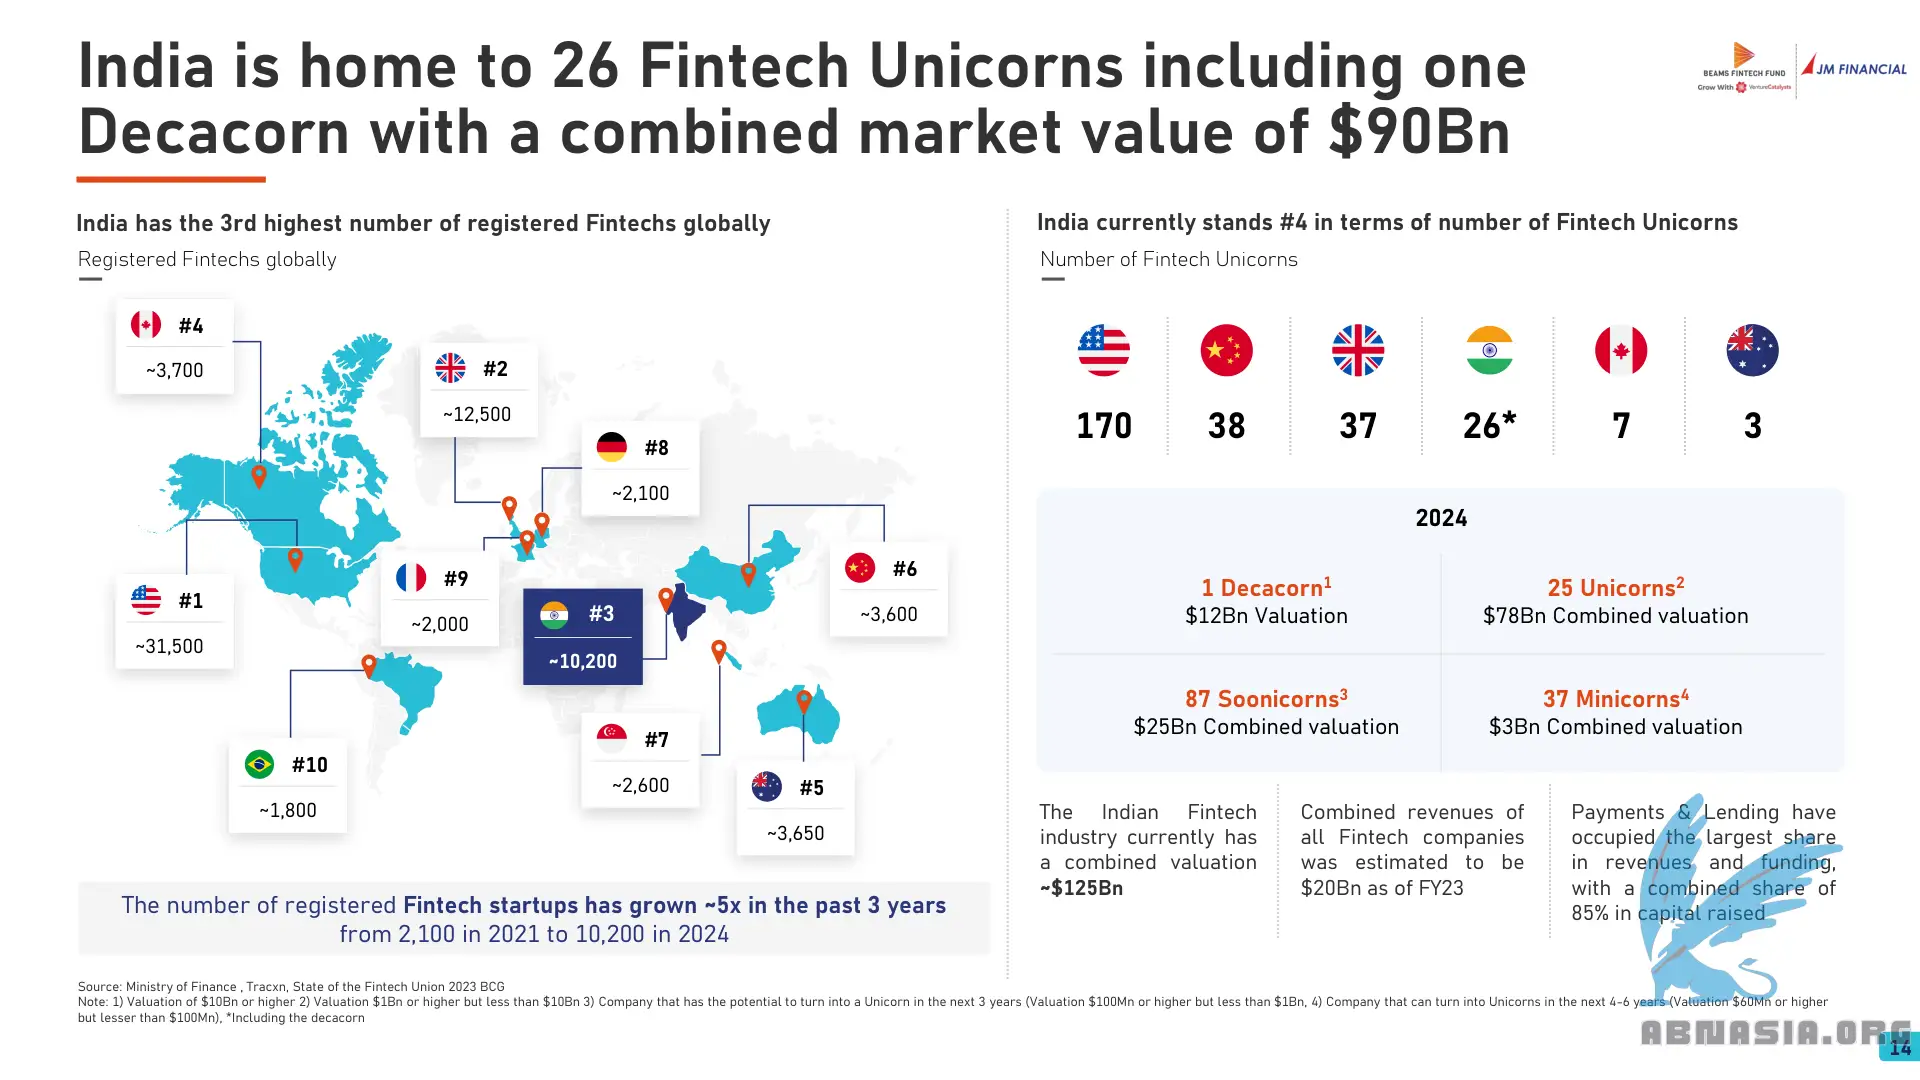 India is home to 26 Fintech Unicorns including one
Decacorn with a combined market value of $90Bn
BEAMS FINTECH FUND
Grow With VentureCatalysts
JM FINANCIAL
India has the 3rd highest number of registered Fintechs globally
Registered Fintechs globally
#4
~3,700
#2
~12,500
#8
~2,100
#6
~3,600
#9
~2,000
#1
~31,500
#3
~10,200
#7
~2,600
#10
~1,800
#5
~3,650
The number of registered Fintech startups has grown ~5x in the past 3 years
from 2,100 in 2021 to 10,200 in 2024
India currently stands #4 in terms of number of Fintech Unicorns
Number of Fintech Unicorns
170 38 37 26* 7 3
2024
1 Decacorn1
$12Bn Valuation
25 Unicorns2
$78Bn Combined valuation
87 Soonicorns3
$25Bn Combined valuation
37 Minicorns4
$3Bn Combined valuation
The Indian Fintech
industry currently has
a combined valuation
~$125Bn
Combined revenues of
all Fintech companies
was estimated to be
$20Bn as of FY23
Payments & Lending have
occupied the largest share
in revenues and funding,
with a combined share of
85% in capital raised
Source: Ministry of Finance , Tracxn, State of the Fintech Union 2023 BCG
Note: 1) Valuation of $10Bn or higher 2) Valuation $1Bn or higher but less than $10Bn 3) Company that has the potential to turn into a Unicorn in the next 3 years (Valuation $100Mn or higher but less than $1Bn, 4) Company that can turn into Unicorns in the next 4-6 years (Valuation $60Mn or higher
but lesser than $100Mn), *Including the decacorn
ABNASIA.ORG
14